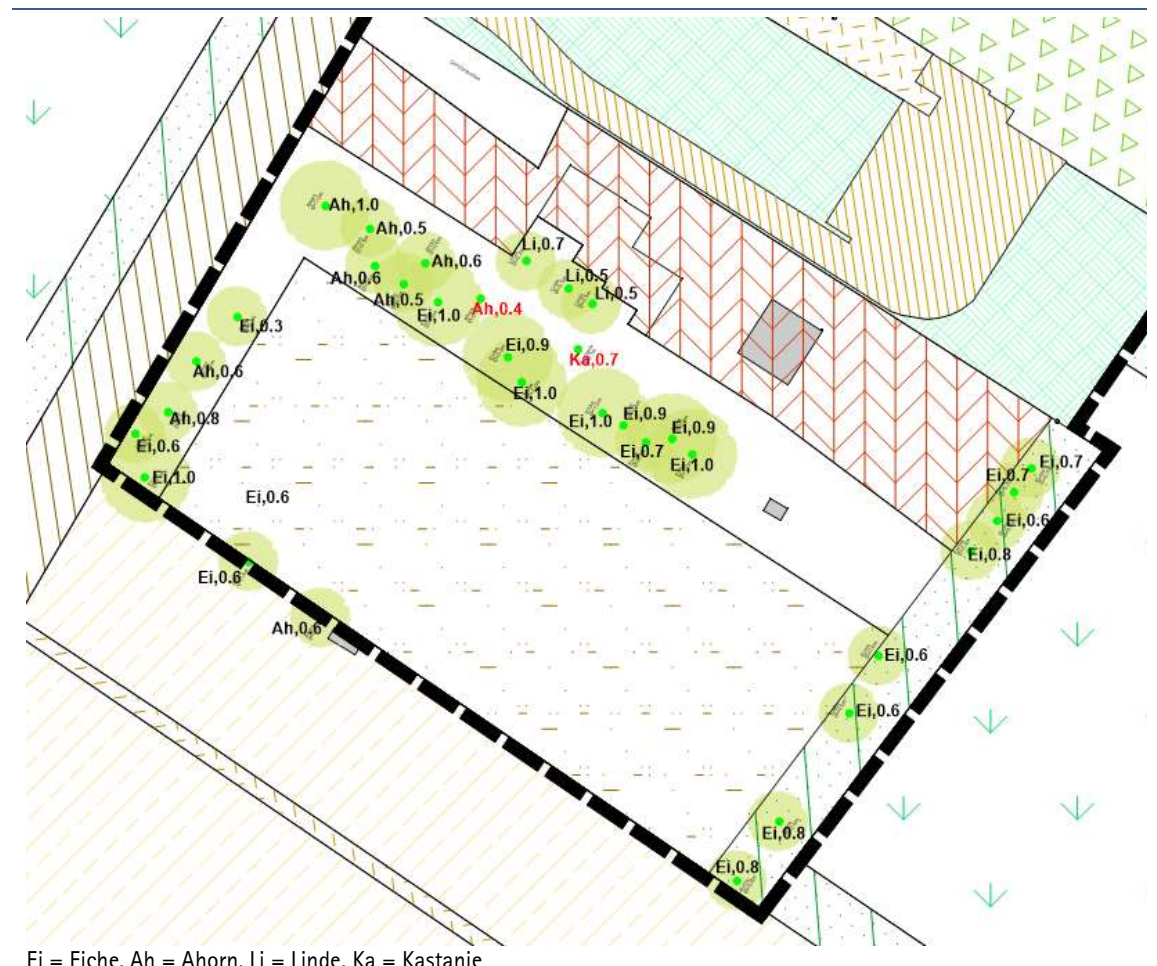 Ah,1.0
Ah,0.5
Li,0.7
Ah,0.6
Ah,0.6
Li,0.5
Ah,0.5
Li,0.5
Ei,1.0
Ah,0.4
Ei,0.3
Ei,0.9
Ka,0.7
Ah,0.6
Ei,1.0
Ah,0.8
Ei,0.9
Ei,1.0
Ei,0.9
Ei,0.6
Ei,0.7
Ei,0.7
Ei,1.0
Ei,0.7
Ei,1.0
Ei,0.6
Ei,0.6
Ei,0.8
Ei,0.6
Ah,0.6
Ei,0.6
Ei,0.6
Ei,0.8
Ei,0.8
Ei = Eiche, Ah = Ahorn, Li = Linde, Ka = Kastanie